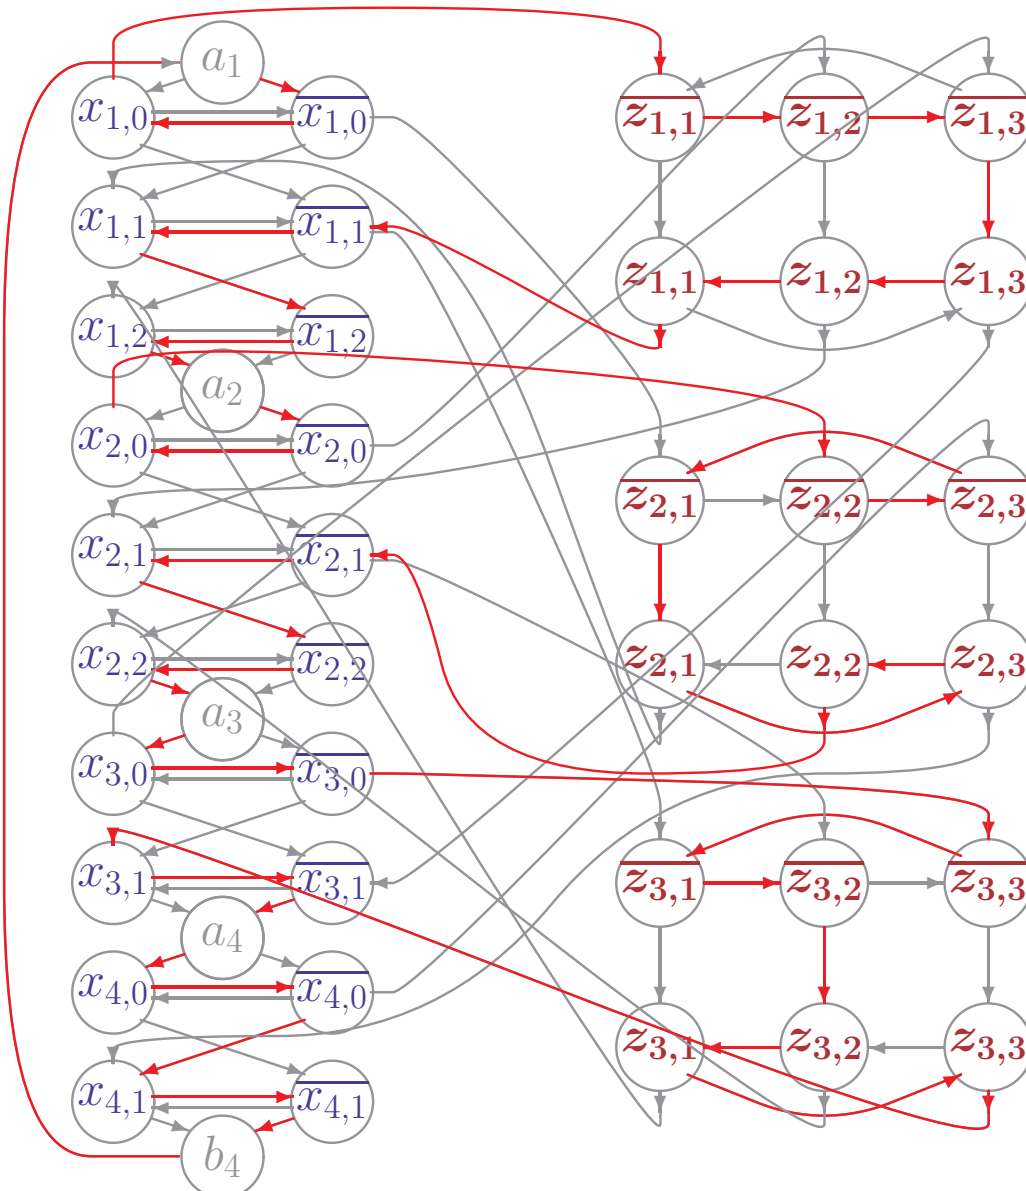 a₁
x₁,₀ x̅₁,₀ z̅₁,₁ z̅₁,₂ z̅₁,₃
x₁,₁ x̅₁,₁
z₁,₁ z₁,₂ z₁,₃
x₁,₂ x̅₁,₂
a₂
x₂,₀ x̅₂,₀
z̅₂,₁ z̅₂,₂ z̅₂,₃
x₂,₁ x̅₂,₁
x₂,₂ x̅₂,₂ z₂,₁ z₂,₂ z₂,₃
a₃
x₃,₀ x̅₃,₀
x₃,₁ x̅₃,₁ z̅₃,₁ z̅₃,₂ z̅₃,₃
a₄
x₄,₀ x̅₄,₀
z₃,₁ z₃,₂ z₃,₃
x₄,₁ x̅₄,₁
b₄